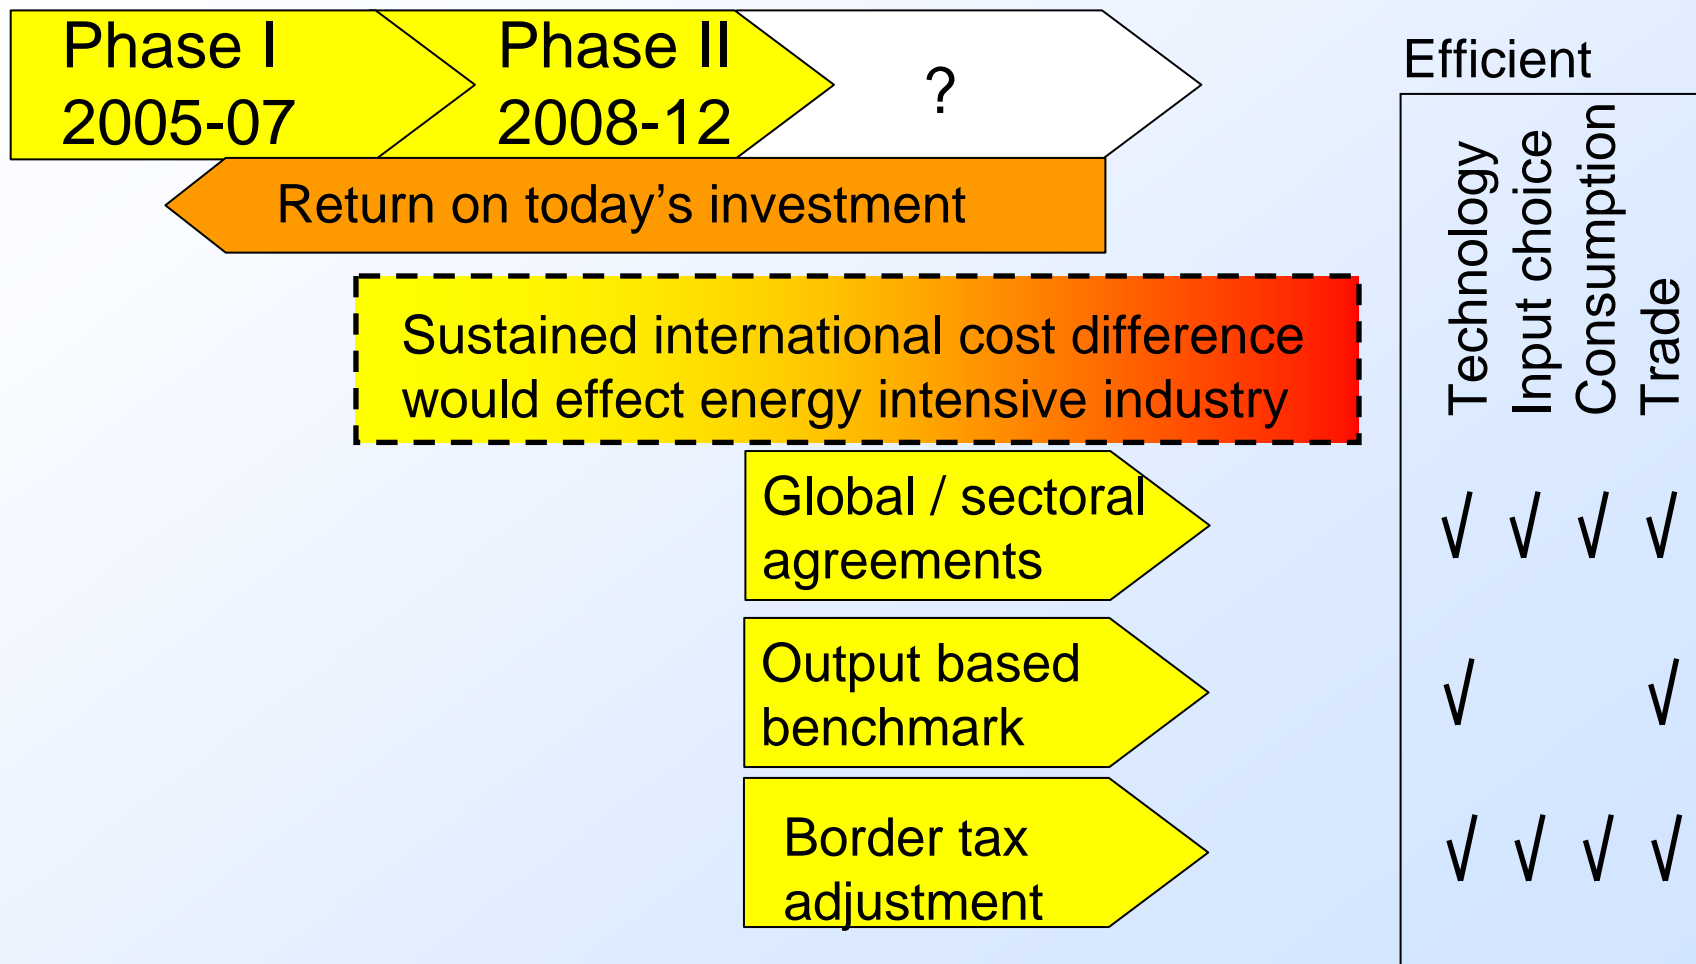 Phase I
2005-07
Phase II
2008-12
?
Return on today’s investment
Sustained international cost difference
would effect energy intensive industry
Efficient
Technology
Input choice
Consumption
Trade
Global / sectoral
agreements
√ √ √ √
Output based
benchmark
√ √
Border tax
adjustment
√ √ √ √